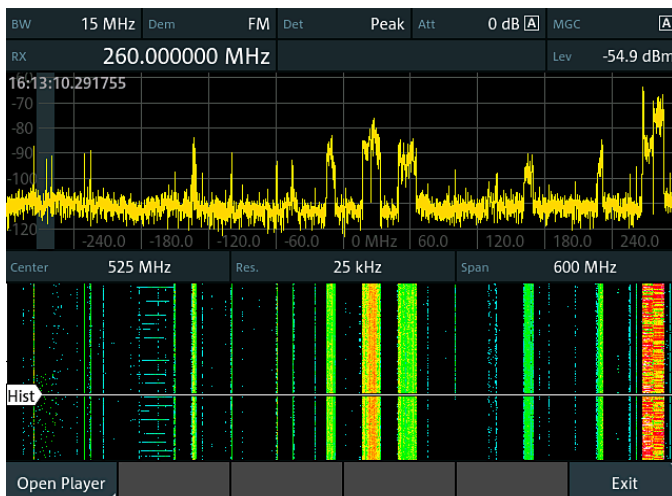 BW 15 MHz Dem FM Det Peak Att 0 dB A MGC A
RX 260.000000 MHz Lev -54.9 dBm
16:13:10.291755
-70
-80
-90
-100
-240.0 -180.0 -120.0 -60.0 0 MHz 60.0 120.0 180.0 240.0
Center 525 MHz Res. 25 kHz Span 600 MHz
Hist
Open Player Exit